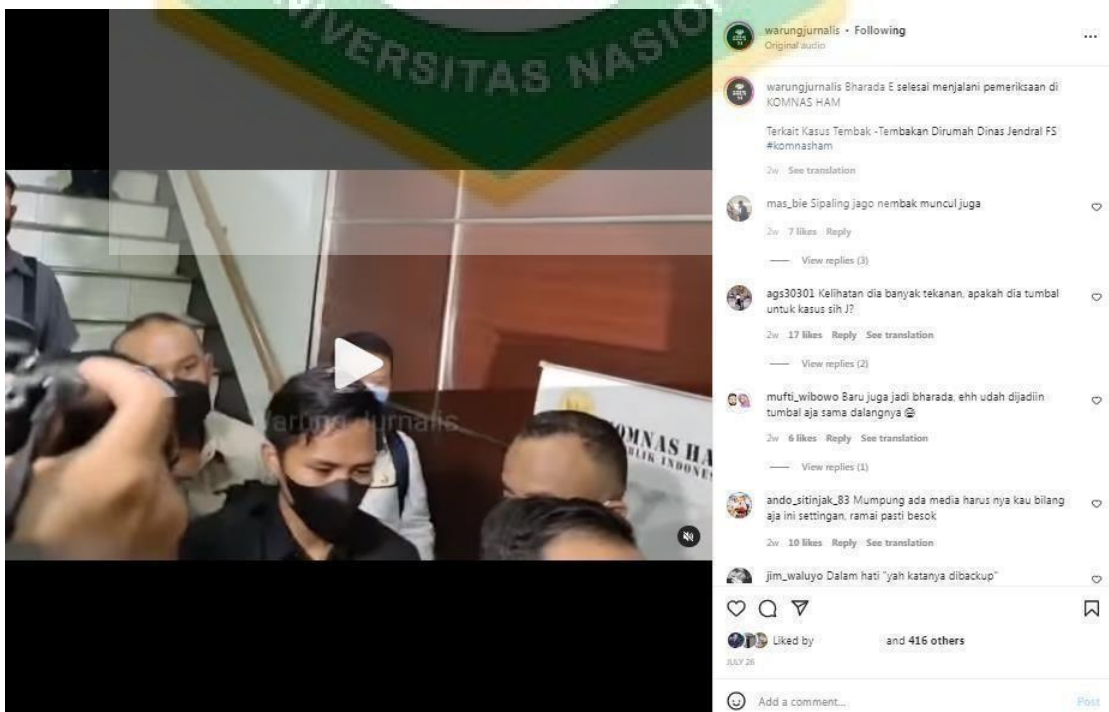 UNIVERSITAS NASIO
warungjurnalis • Following
Original audio
...
warungjurnalis Bharada E selesai menjalani pemeriksaan di
KOMNAS HAM
Terkait Kasus Tembak -Tembakan Dirumah Dinas Jendral FS
#komnasham
2w See translation
mas_bie Sipaling jago nembak muncul juga
2w 7 likes Reply
View replies (3)
ags30301 Kelihatan dia banyak tekanan, apakah dia tumbal
untuk kasus sih J?
2w 17 likes Reply See translation
View replies (2)
mufti_wibowo Baru juga jadi bharada, ehh udah dijadiin
tumbal aja sama dalangnya 😂
2w 6 likes Reply See translation
View replies (1)
ando_sitinjak_83 Mumpung ada media harus nya kau bilang
aja ini settingan, ramai pasti besok
2w 10 likes Reply See translation
jim_waluyo Dalam hati "yah katanya dibackup"
Liked by and 416 others
JULY 26
Add a comment... Post
Warung Jurnalis
KOMNAS HA
BLIK INDONES